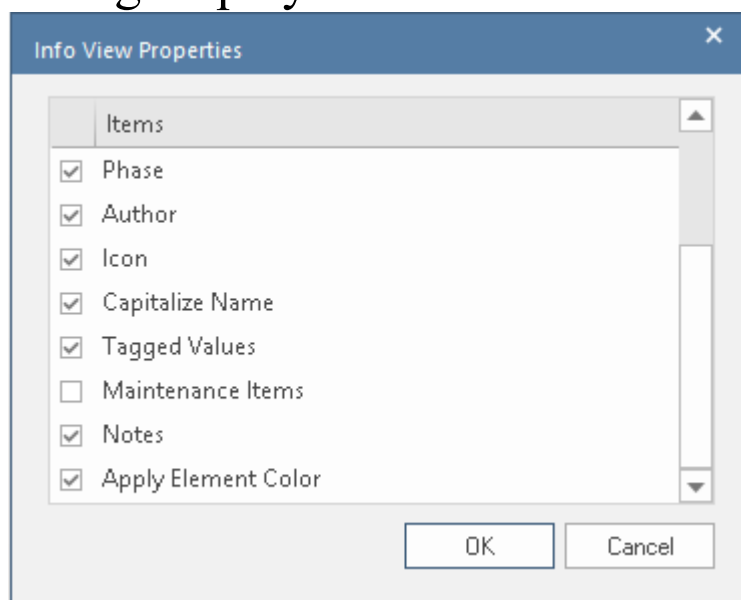 Info View Properties
Items
Phase
Author
Icon
Capitalize Name
Tagged Values
Maintenance Items
Notes
Apply Element Color
OK
Cancel